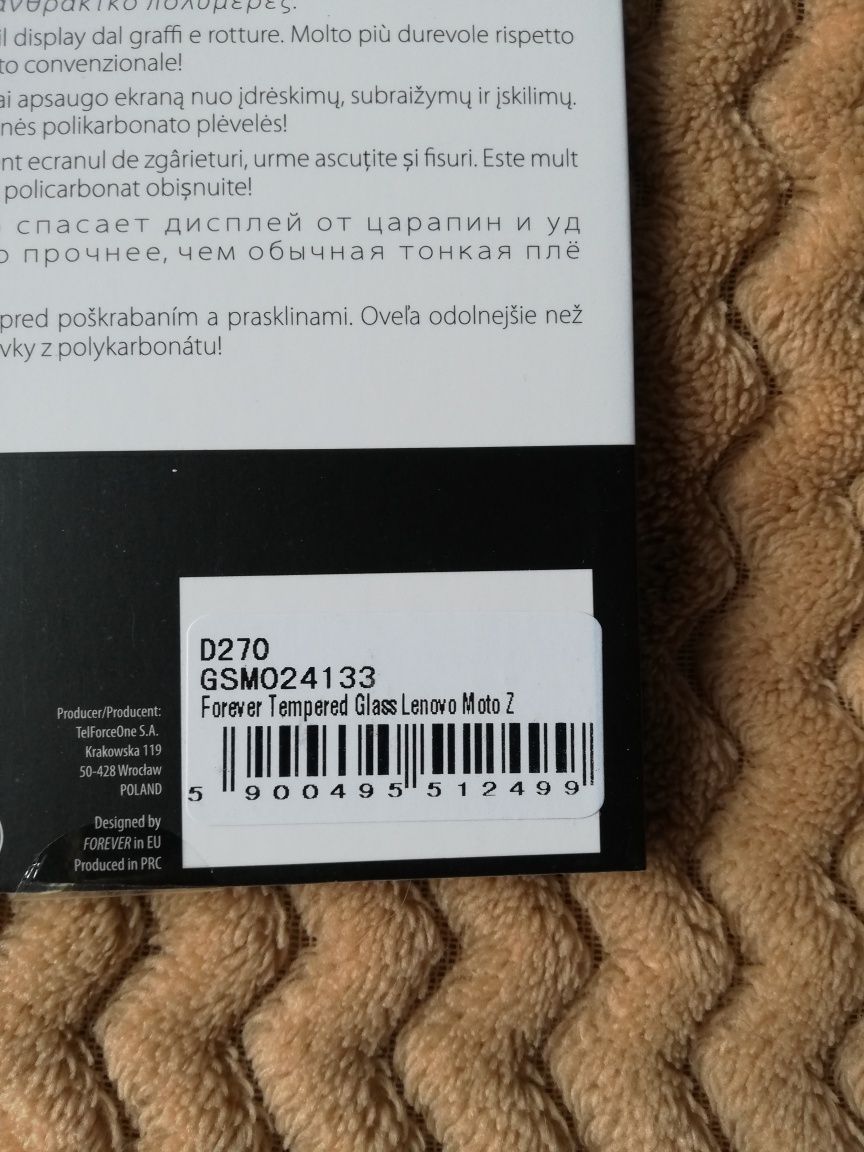 ανθρακικό πολυμερές.
il display dal graffi e rotture. Molto più durevole rispetto
to convenzionale!
ai apsaugo ekraną nuo įdrėskimų, subraižymų ir įskilimų.
nės polikarbonato plėvelės!
nt ecranul de zgârieturi, urme ascuțite și fisuri. Este mult
policarbonat obișnuite!
спасает дисплей от царапин и уд
о прочнее, чем обычная тонкая плё
pred poškrabaním a prasklinami. Oveľa odolnejšie než
vky z polykarbonátu!
D270
GSM024133
Forever Tempered Glass Lenovo Moto Z
5 900495 512499
Producer/Producent:
TelForceOne S.A.
Krakowska 119
50-428 Wrocław
POLAND
Designed by
FOREVER in EU
Produced in PRC